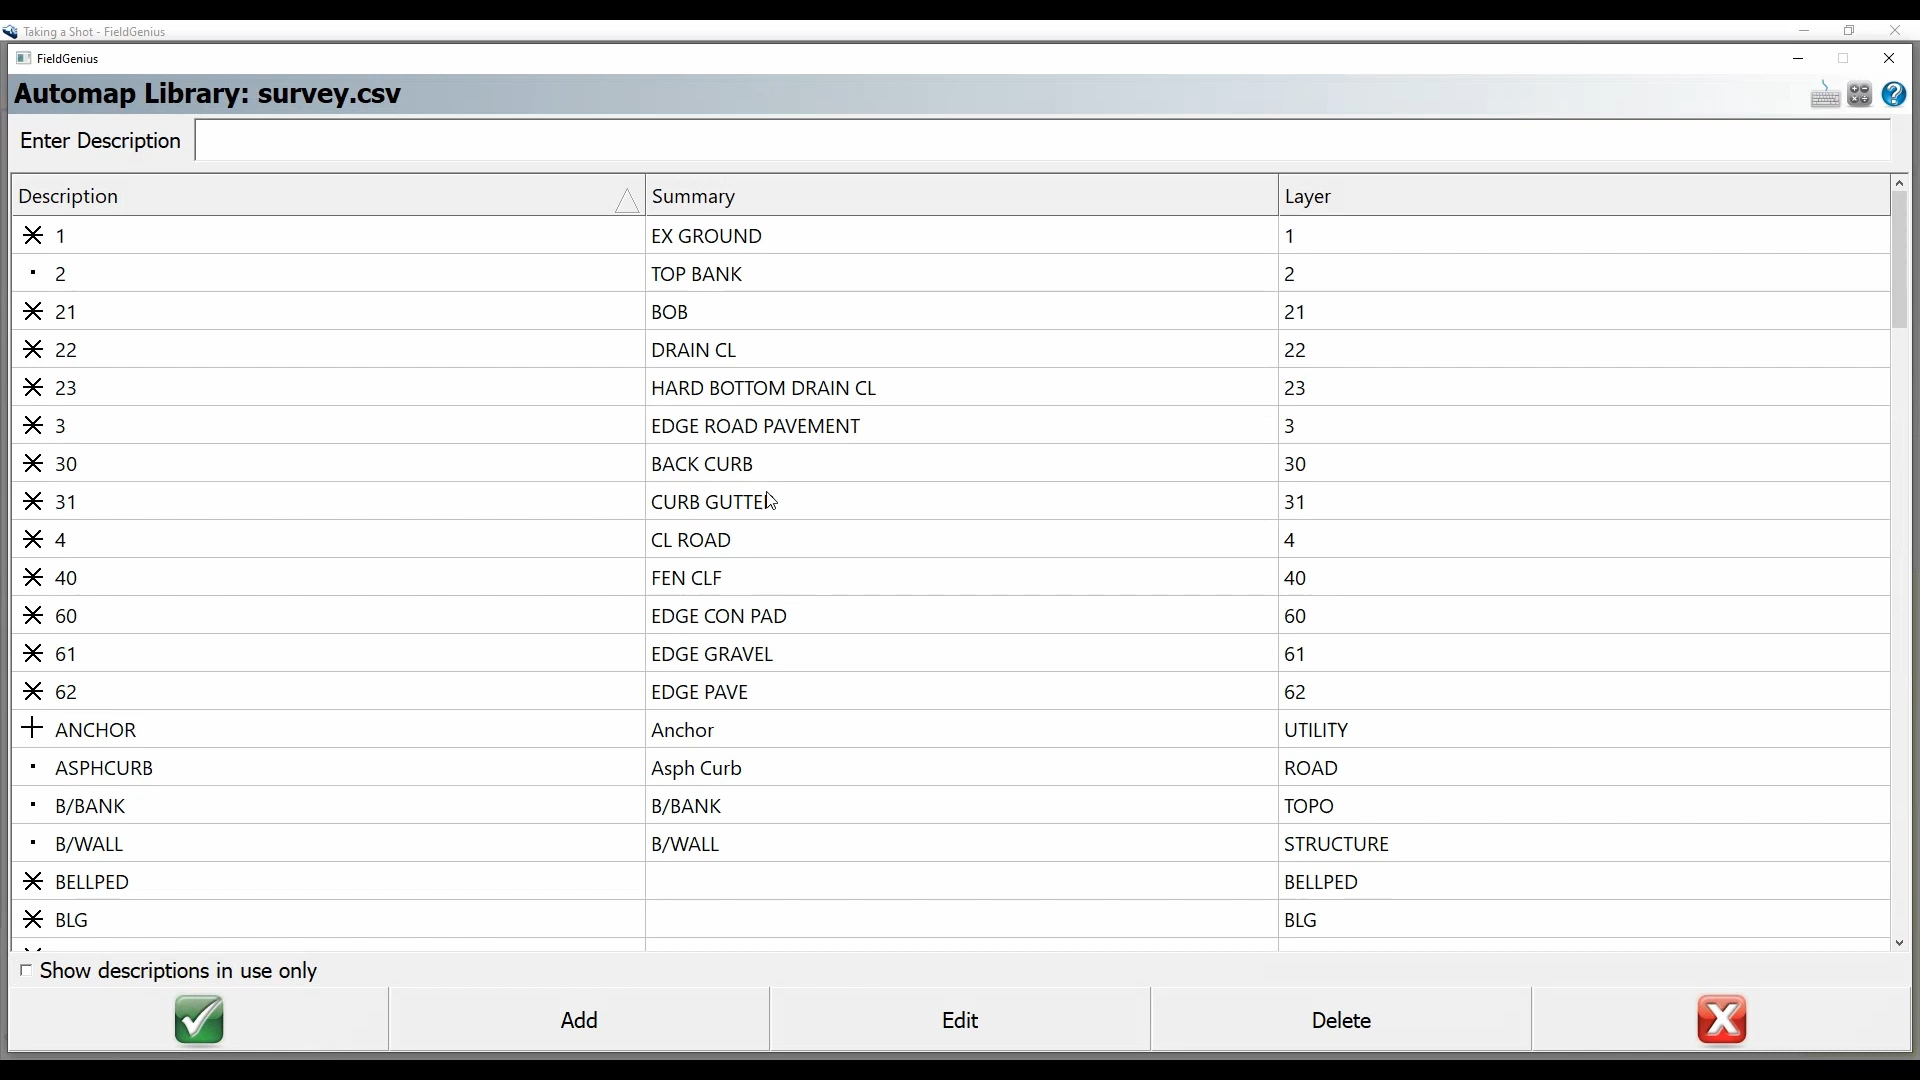 Taking a Shot - FieldGenius
FieldGenius
Automap Library: survey.csv
Enter Description
Description Summary Layer
1 EX GROUND 1
2 TOP BANK 2
21 BOB 21
22 DRAIN CL 22
23 HARD BOTTOM DRAIN CL 23
3 EDGE ROAD PAVEMENT 3
30 BACK CURB 30
31 CURB GUTTER 31
4 CL ROAD 4
40 FEN CLF 40
60 EDGE CON PAD 60
61 EDGE GRAVEL 61
62 EDGE PAVE 62
ANCHOR Anchor UTILITY
ASPHCURB Asph Curb ROAD
B/BANK B/BANK TOPO
B/WALL B/WALL STRUCTURE
BELLPED BELLPED
BLG BLG
Show descriptions in use only
Add Edit Delete